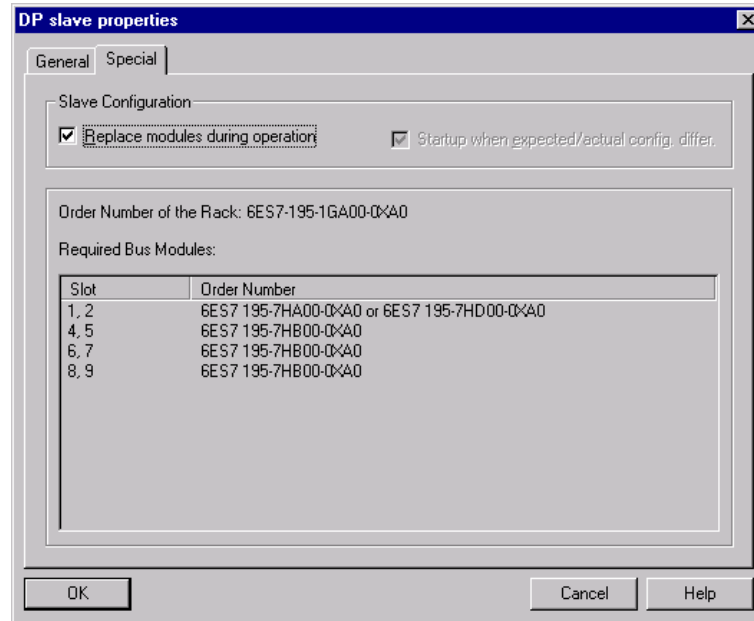 DP slave properties
General Special
Slave Configuration
Replace modules during operation Startup when expected/actual config. differ.
Order Number of the Rack: 6ES7-195-1GA00-0XA0
Required Bus Modules:
Slot Order Number
1, 2 6ES7 195-7HA00-0XA0 or 6ES7 195-7HD00-0XA0
4, 5 6ES7 195-7HB00-0XA0
6, 7 6ES7 195-7HB00-0XA0
8, 9 6ES7 195-7HB00-0XA0
OK Cancel Help